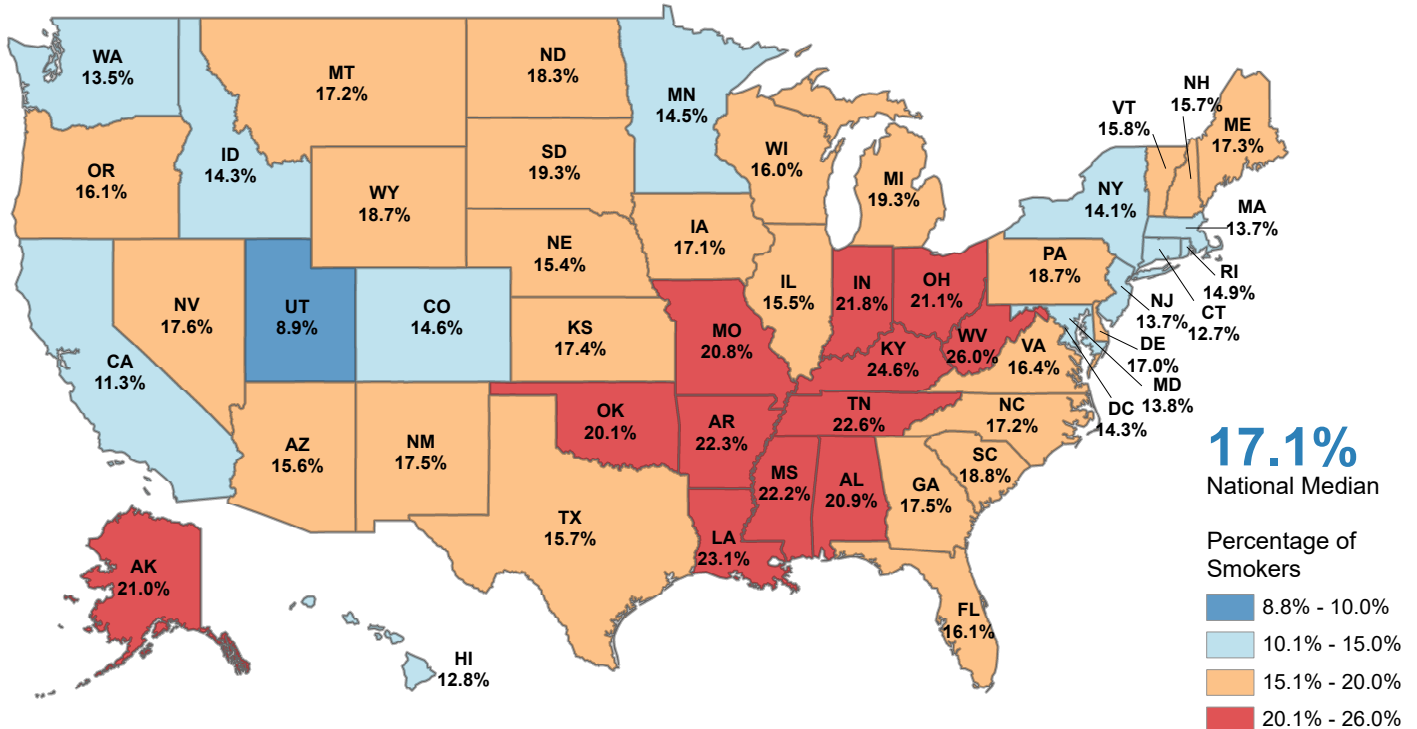 WA
13.5%
MT
17.2%
ND
18.3%
MN
14.5%
NH
15.7%
VT
15.8%
ME
17.3%
OR
16.1%
ID
14.3%
SD
19.3%
WI
16.0%
MI
19.3%
NY
14.1%
MA
13.7%
WY
18.7%
IA
17.1%
NE
15.4%
PA
18.7%
RI
14.9%
CT
12.7%
NJ
13.7%
NV
17.6%
UT
8.9%
CO
14.6%
IL
15.5%
IN
21.8%
OH
21.1%
DE
17.0%
CA
11.3%
KS
17.4%
MO
20.8%
KY
24.6%
WV
26.0%
VA
16.4%
MD
13.8%
DC
14.3%
AZ
15.6%
NM
17.5%
OK
20.1%
AR
22.3%
TN
22.6%
NC
17.2%
SC
18.8%
MS
22.2%
AL
20.9%
GA
17.5%
TX
15.7%
LA
23.1%
FL
16.1%
AK
21.0%
HI
12.8%
17.1%
National Median
Percentage of
Smokers
8.8% - 10.0%
10.1% - 15.0%
15.1% - 20.0%
20.1% - 26.0%